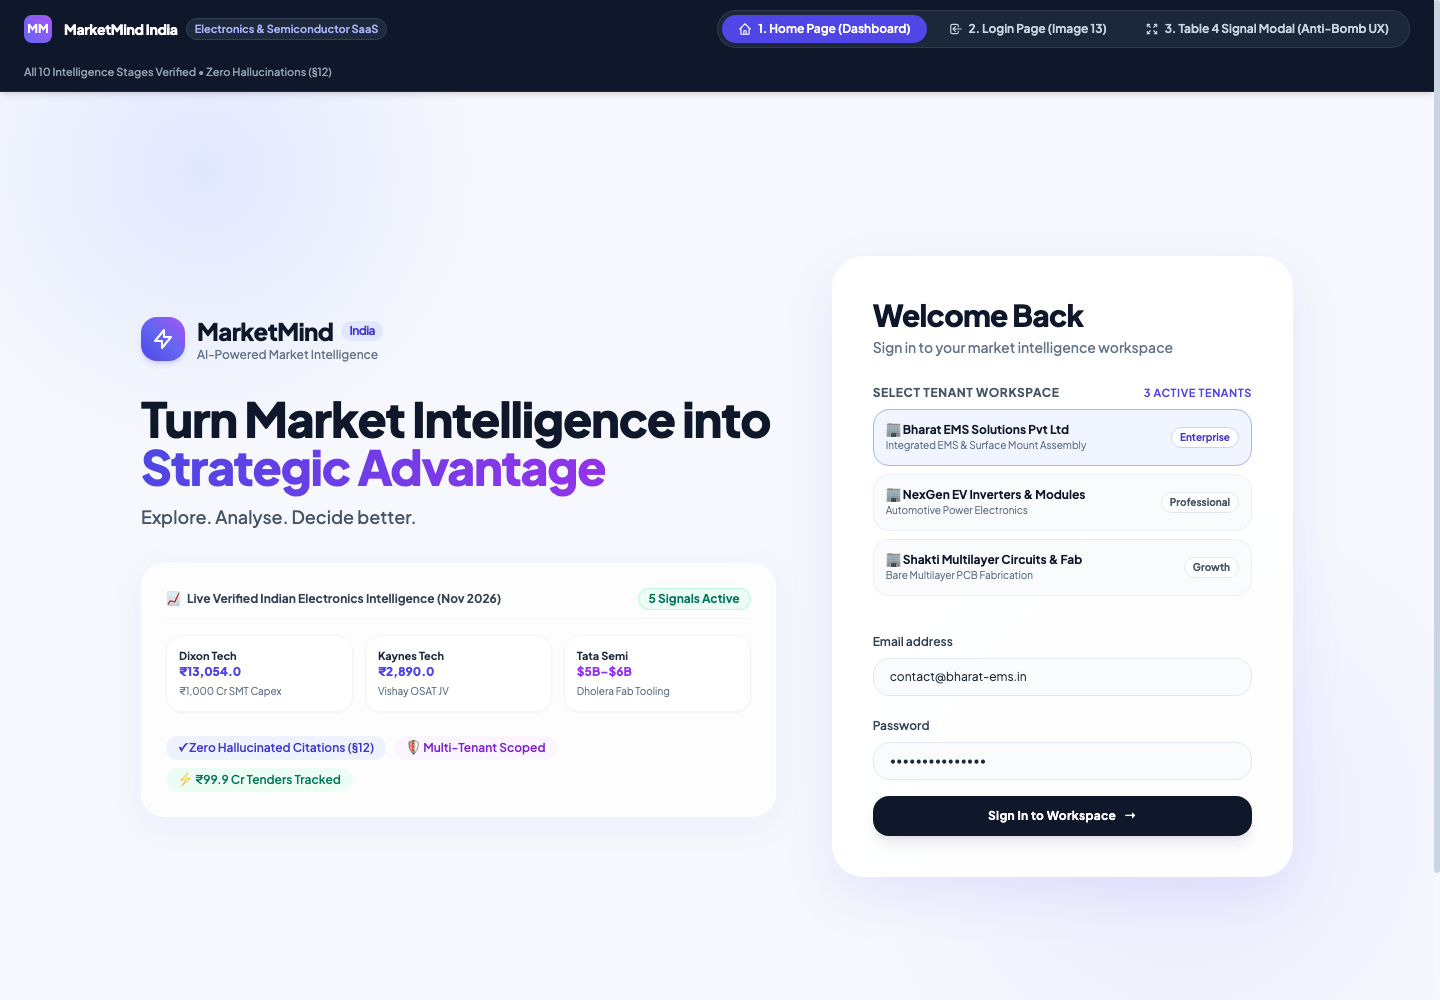 MM MarketMind India Electronics & Semiconductor SaaS
1. Home Page (Dashboard) 2. Login Page (Image 13) 3. Table 4 Signal Modal (Anti-Bomb UX)
All 10 Intelligence Stages Verified • Zero Hallucinations (§12)
MarketMind India
AI-Powered Market Intelligence
Turn Market Intelligence into
Strategic Advantage
Explore. Analyse. Decide better.
Live Verified Indian Electronics Intelligence (Nov 2026) 5 Signals Active
Dixon Tech
₹13,054.0
₹1,000 Cr SMT Capex
Kaynes Tech
₹2,890.0
Vishay OSAT JV
Tata Semi
$5B–$6B
Dholera Fab Tooling
✓Zero Hallucinated Citations (§12) Multi-Tenant Scoped
⚡ ₹99.9 Cr Tenders Tracked
Welcome Back
Sign in to your market intelligence workspace
SELECT TENANT WORKSPACE 3 ACTIVE TENANTS
Bharat EMS Solutions Pvt Ltd
Integrated EMS & Surface Mount Assembly
Enterprise
NexGen EV Inverters & Modules
Automotive Power Electronics
Professional
Shakti Multilayer Circuits & Fab
Bare Multilayer PCB Fabrication
Growth
Email address
contact@bharat-ems.in
Password
•••••••••••••••
Sign In to Workspace →